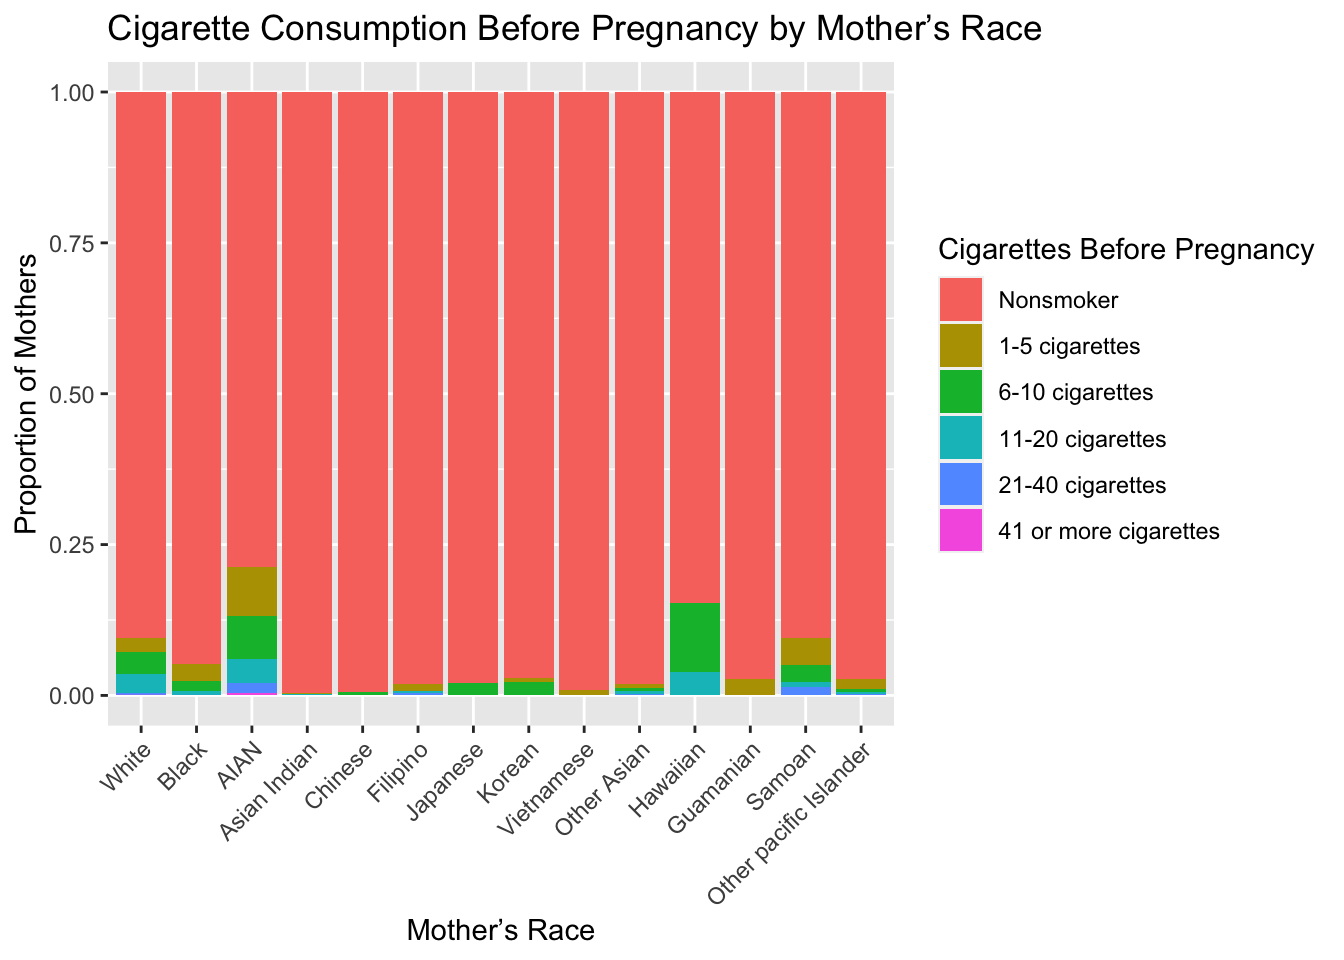 Cigarette Consumption Before Pregnancy by Mother’s Race
1.00
0.75
0.50
0.25
0.00
Proportion of Mothers
White
Black
AIAN
Asian Indian
Chinese
Filipino
Japanese
Korean
Vietnamese
Other Asian
Hawaiian
Guamanian
Samoan
Other pacific Islander
Mother’s Race
Cigarettes Before Pregnancy
Nonsmoker
1-5 cigarettes
6-10 cigarettes
11-20 cigarettes
21-40 cigarettes
41 or more cigarettes